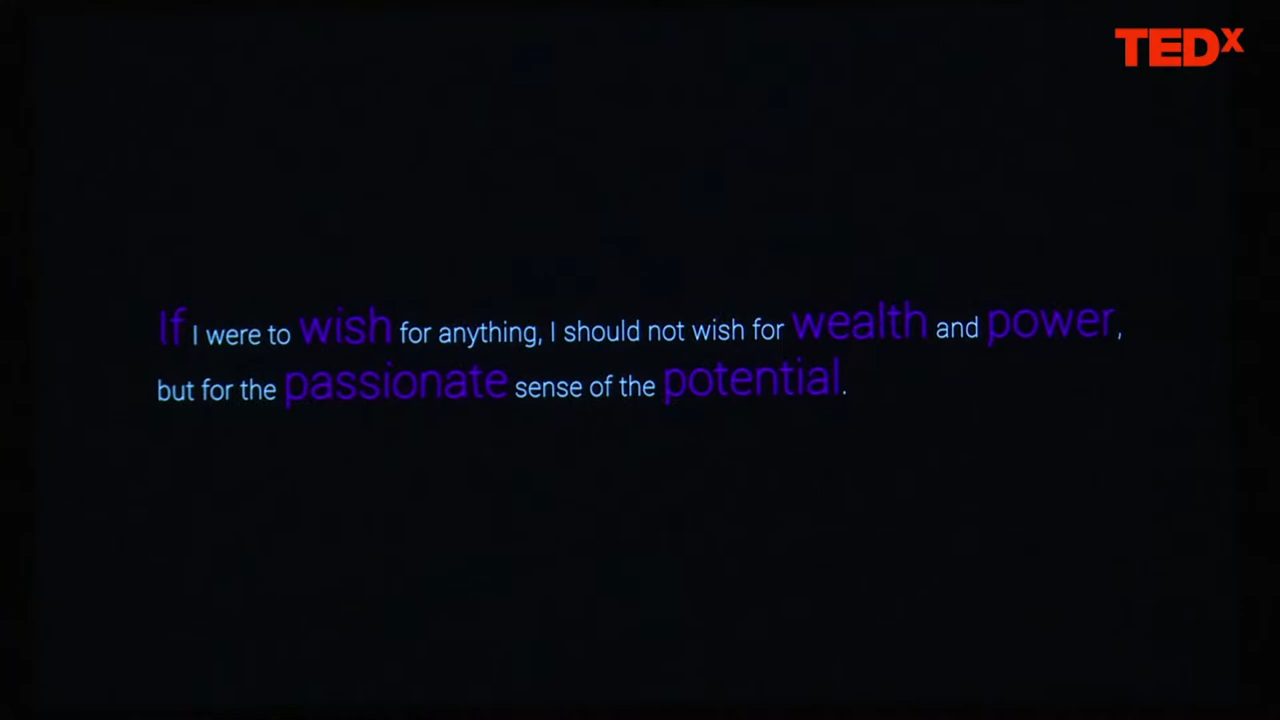 TEDx
If I were to wish for anything, I should not wish for wealth and power,
but for the passionate sense of the potential.